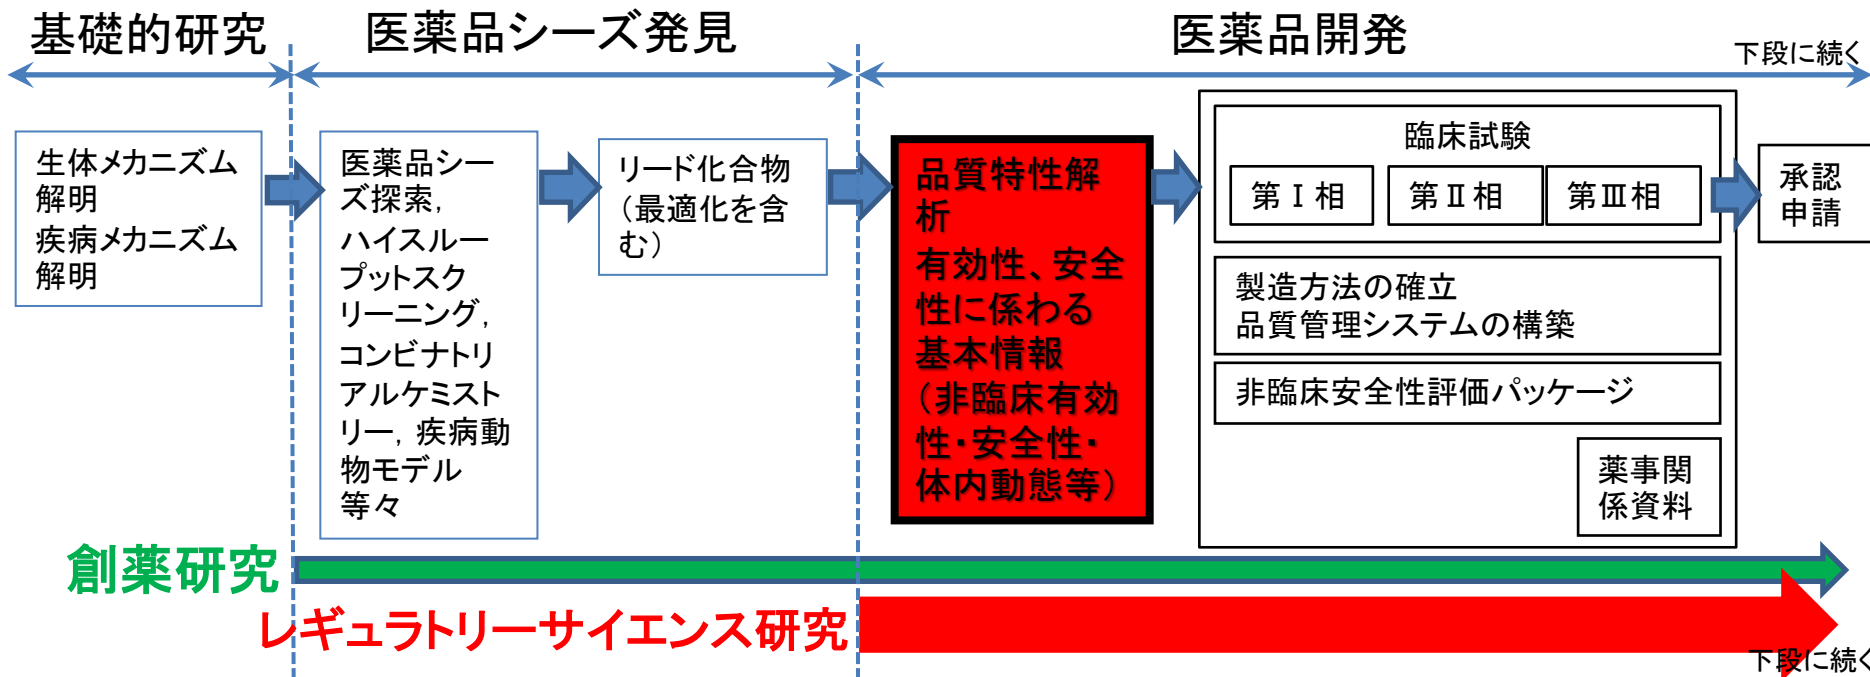 基礎的研究
医薬品シーズ発見
医薬品開発
下段に続く
生体メカニズム
解明
疾病メカニズム
解明
医薬品シー
ズ探索,
ハイスルー
プットスク
リーニング,
コンビナトリ
アルケミスト
リー, 疾病動
物モデル
等々
リード化合物
（最適化を含
む）
品質特性解
析
有効性、安全
性に係わる
基本情報
（非臨床有効
性・安全性・
体内動態等）
臨床試験
第Ⅰ相
第Ⅱ相
第Ⅲ相
製造方法の確立
品質管理システムの構築
非臨床安全性評価パッケージ
薬事関
係資料
承認
申請
創薬研究
レギュラトリーサイエンス研究
下段に続く